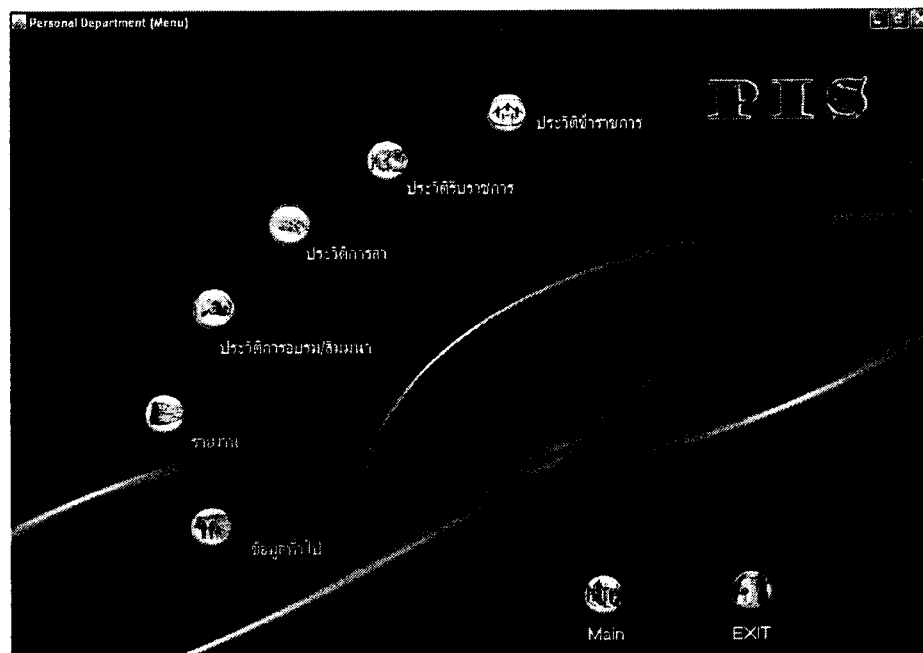 Personal Department (Menu)
PIS
ประวัติข้าราชการ
ประวัติรับราชการ
ประวัติการลา
ประวัติการอบรม/สัมมนา
รายงาน
ข้อมูลทั่วไป
Main
EXIT